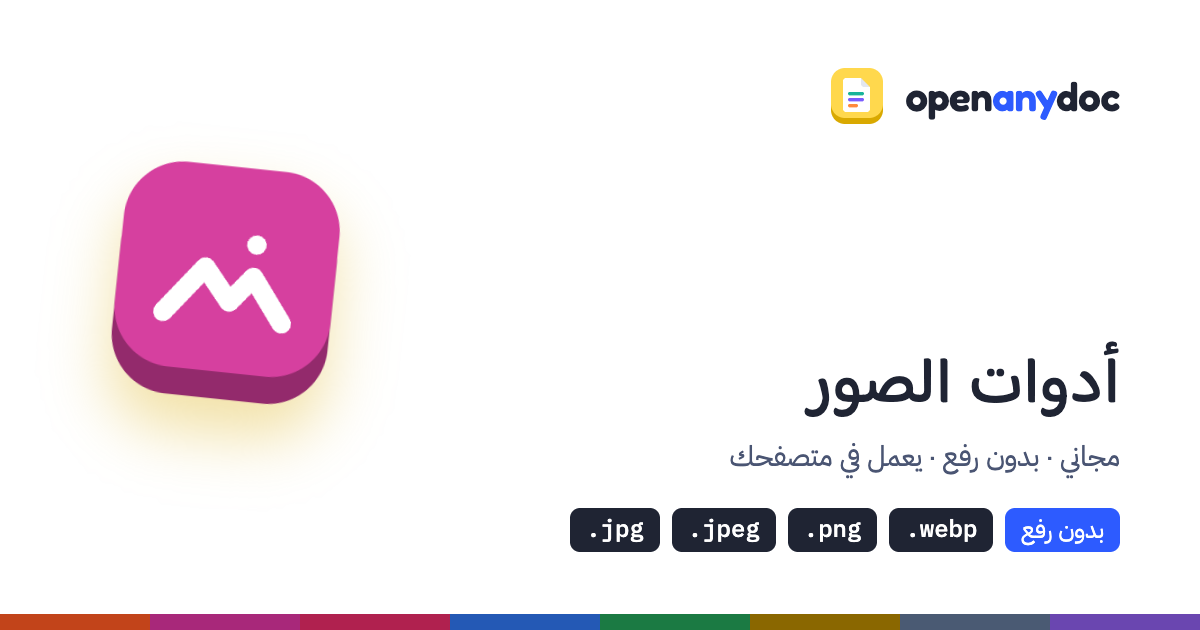 openanydoc
أدوات الصور
مجاني · بدون رفع · يعمل في متصفحك
بدون رفع .webp .png .jpeg .jpg